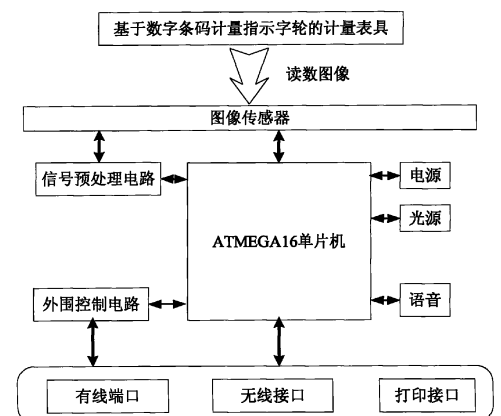 基于数字条码计量指示字轮的计量表具
读数图像
图像传感器
信号预处理电路
电源
光源
ATMEGA16单片机
外围控制电路
语音
有线端口
无线接口
打印接口